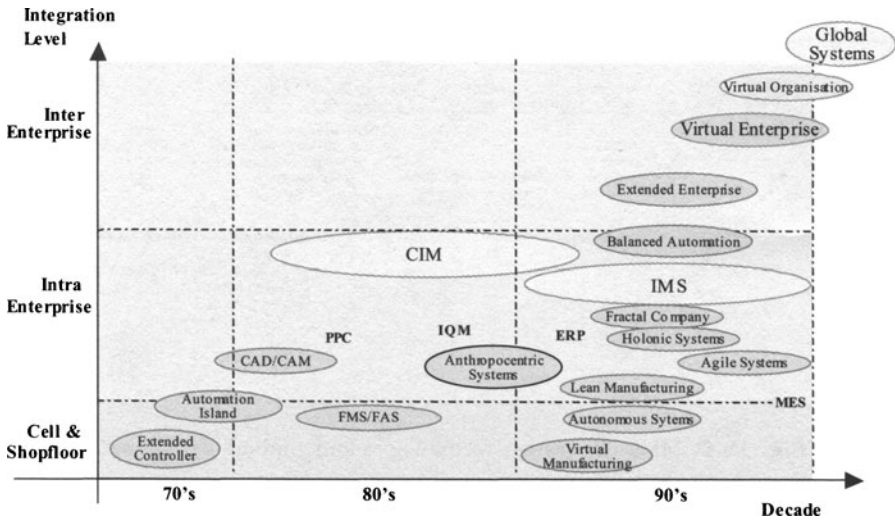 Integration
Level
Global
Systems
Virtual Organisation
Inter
Enterprise
Virtual Enterprise
Extended Enterprise
Balanced Automation
CIM
Intra
Enterprise
IMS
Fractal Company
PPC
IQM
ERP
Holonic Systems
CAD/CAM
Anthropocentric
Systems
Agile Systems
Lean Manufacturing
MES
Automation
Island
FMS/FAS
Autonomous Sytems
Cell &
Shopfloor
Extended
Controller
Virtual
Manufacturing
70's
80's
90's
Decade